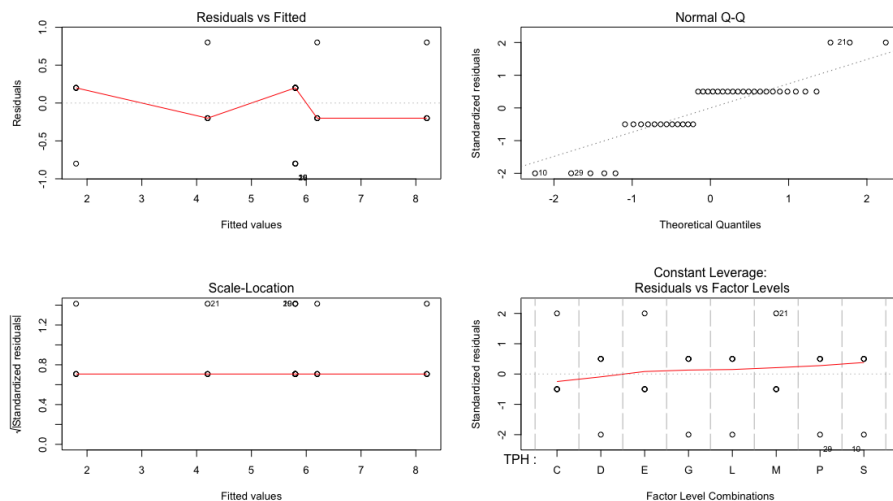 Residuals vs Fitted
Residuals
1.0
0.5
0.0
-0.5
-1.0
2 3 4 5 6 7 8
Fitted values
Normal Q-Q
Standardized residuals
2
1
0
-1
-2
21
10
29
-2 -1 0 1 2
Theoretical Quantiles
Scale-Location
√|Standardized residuals|
1.2
0.8
0.4
0.0
21
2 3 4 5 6 7 8
Fitted values
Constant Leverage:
Residuals vs Factor Levels
Standardized residuals
2
1
0
-1
-2
21
29
10
TPH :
C D E G L M P S
Factor Level Combinations